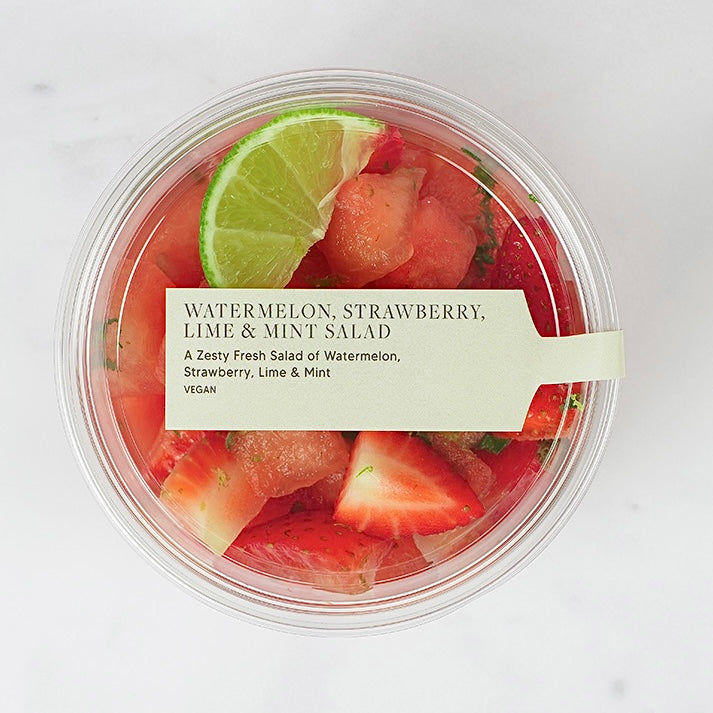 WATERMELON, STRAWBERRY,
LIME & MINT SALAD
A Zesty Fresh Salad of Watermelon,
Strawberry, Lime & Mint
VEGAN